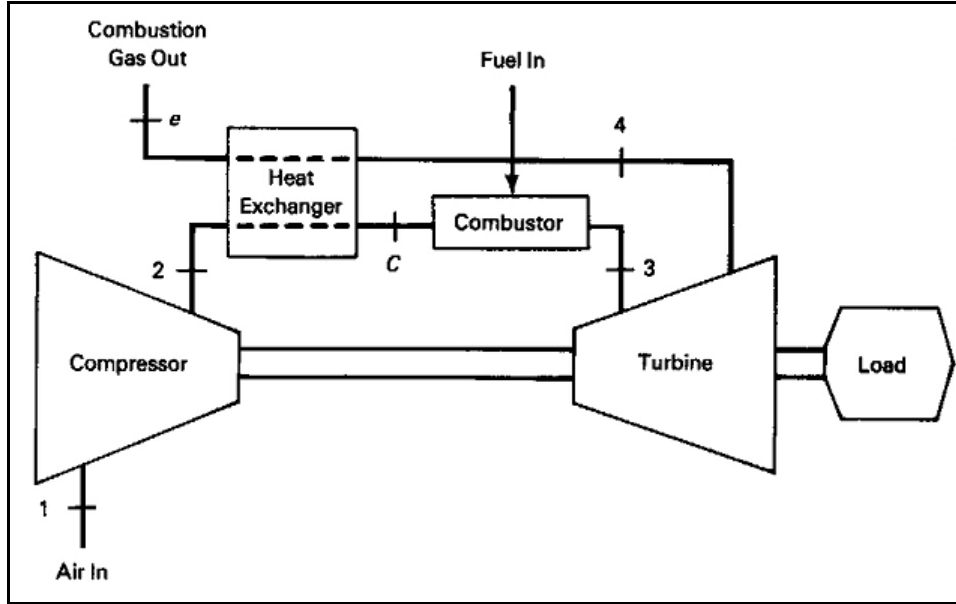 Combustion
Gas Out
Fuel In
e
4
Heat
Exchanger
Combustor
C
2
3
Compressor
Turbine
Load
1
Air In